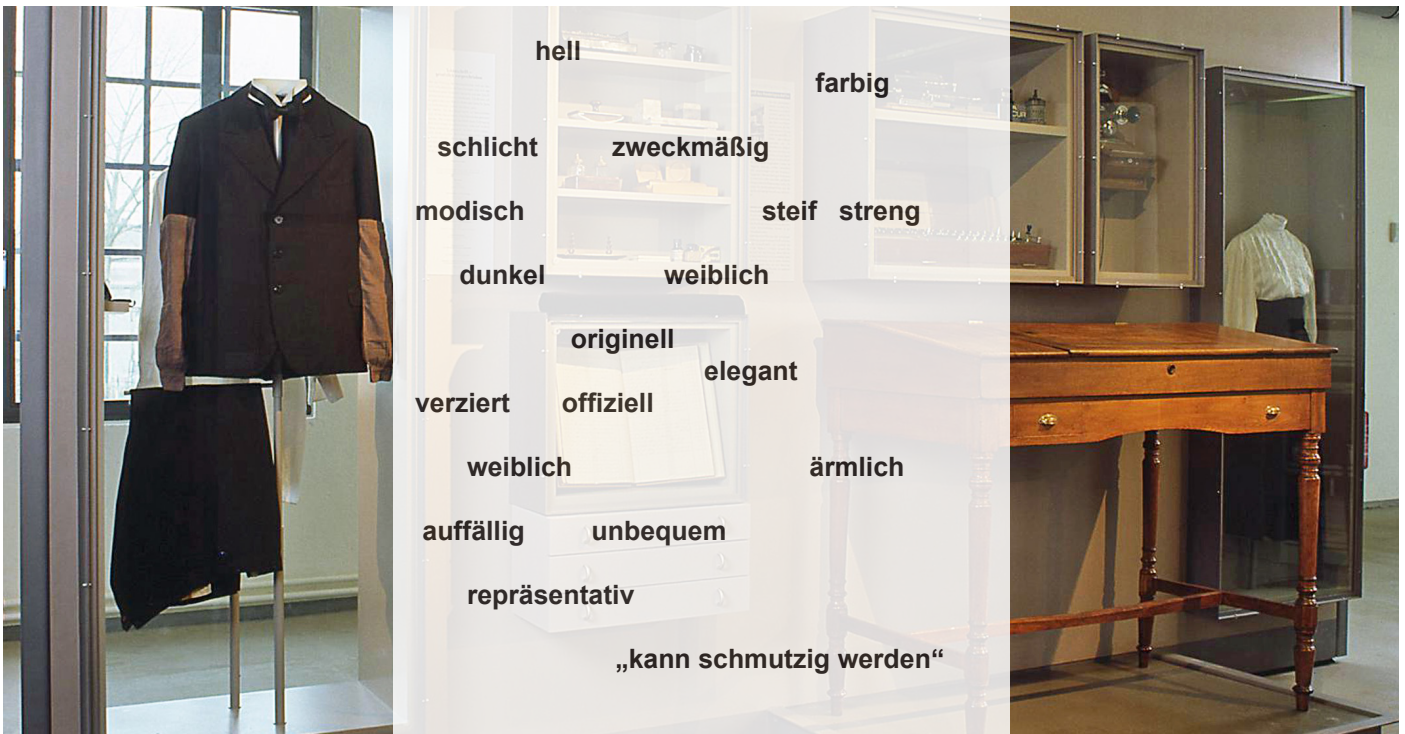 hell
farbig
schlicht zweckmäßig
modisch steif streng
dunkel weiblich
originell
elegant
verziert offiziell
weiblich ärmlich
auffällig unbequem
repräsentativ
„kann schmutzig werden“